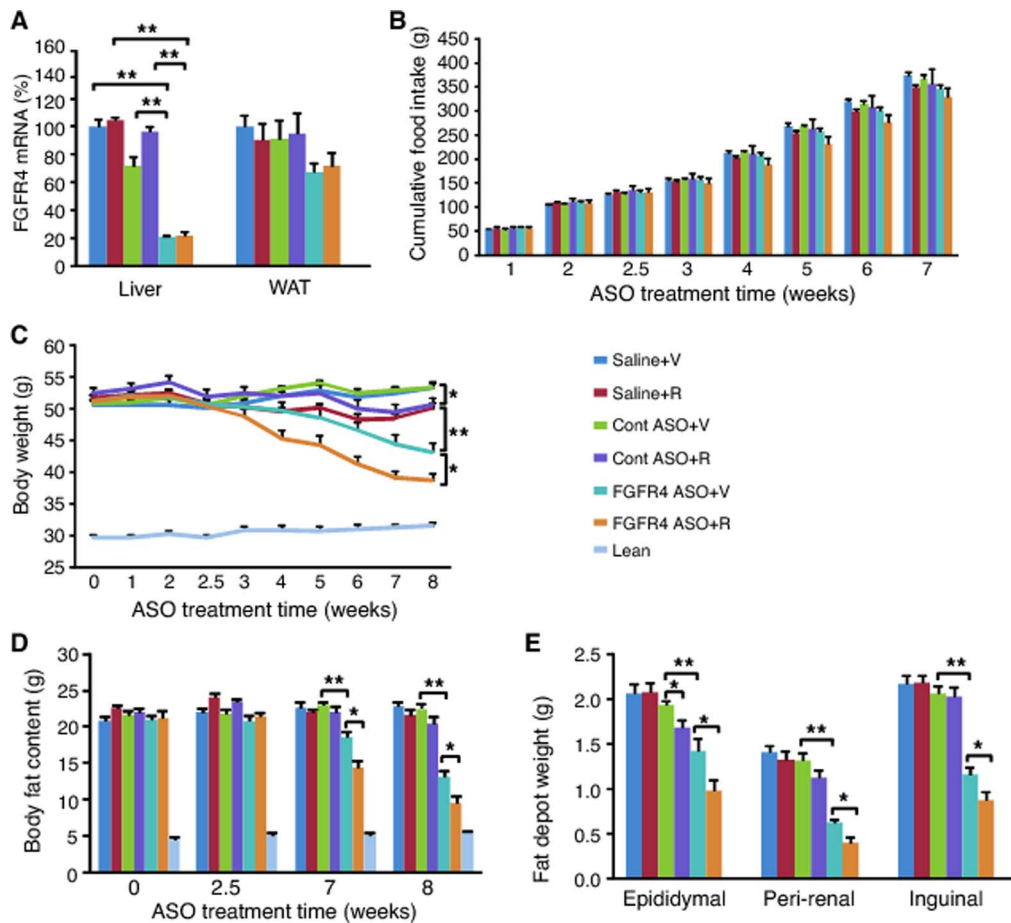 A
**
**
**
**
FGFR4 mRNA (%)
160
140
120
100
80
60
40
20
0
Liver WAT
B
Cumulative food intake (g)
450
400
350
300
250
200
150
100
50
0
1 2 2.5 3 4 5 6 7
ASO treatment time (weeks)
C
Body weight (g)
60
55
50
45
40
35
30
25
*
**
*
0 1 2 2.5 3 4 5 6 7 8
ASO treatment time (weeks)
Saline+V
Saline+R
Cont ASO+V
Cont ASO+R
FGFR4 ASO+V
FGFR4 ASO+R
Lean
D
Body fat content (g)
30
25
20
15
10
5
0
**
*
**
*
0 2.5 7 8
ASO treatment time (weeks)
E
Fat depot weight (g)
2.5
2.0
1.5
1.0
0.5
0.0
**
*
*
**
*
**
*
Epididymal Peri-renal Inguinal